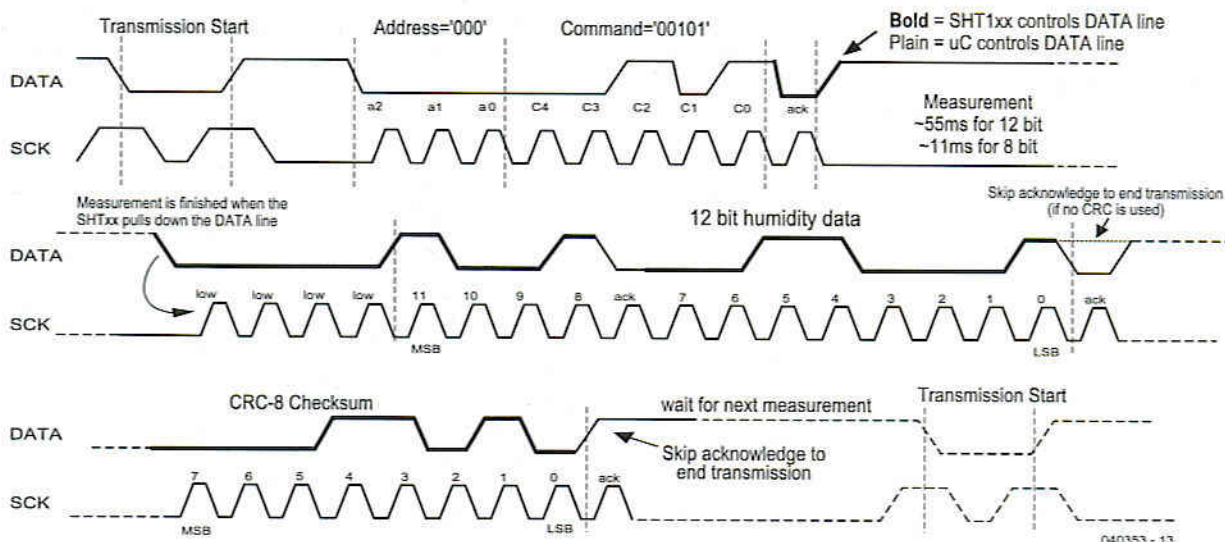 Transmission Start
Address='000'
Command='00101'
Bold = SHT1xx controls DATA line
Plain = uC controls DATA line
DATA
a2 a1 a0 C4 C3 C2 C1 C0 ack
SCK
Measurement
~55ms for 12 bit
~11ms for 8 bit
Measurement is finished when the
SHTxx pulls down the DATA line
12 bit humidity data
Skip acknowledge to end transmission
(if no CRC is used)
DATA
low low low low 11 10 9 8 ack 7 6 5 4 3 2 1 0 ack
SCK
MSB LSB
CRC-8 Checksum
wait for next measurement
Transmission Start
DATA
Skip acknowledge to
end transmission
7 6 5 4 3 2 1 0 ack
SCK
MSB LSB
040353 - 13